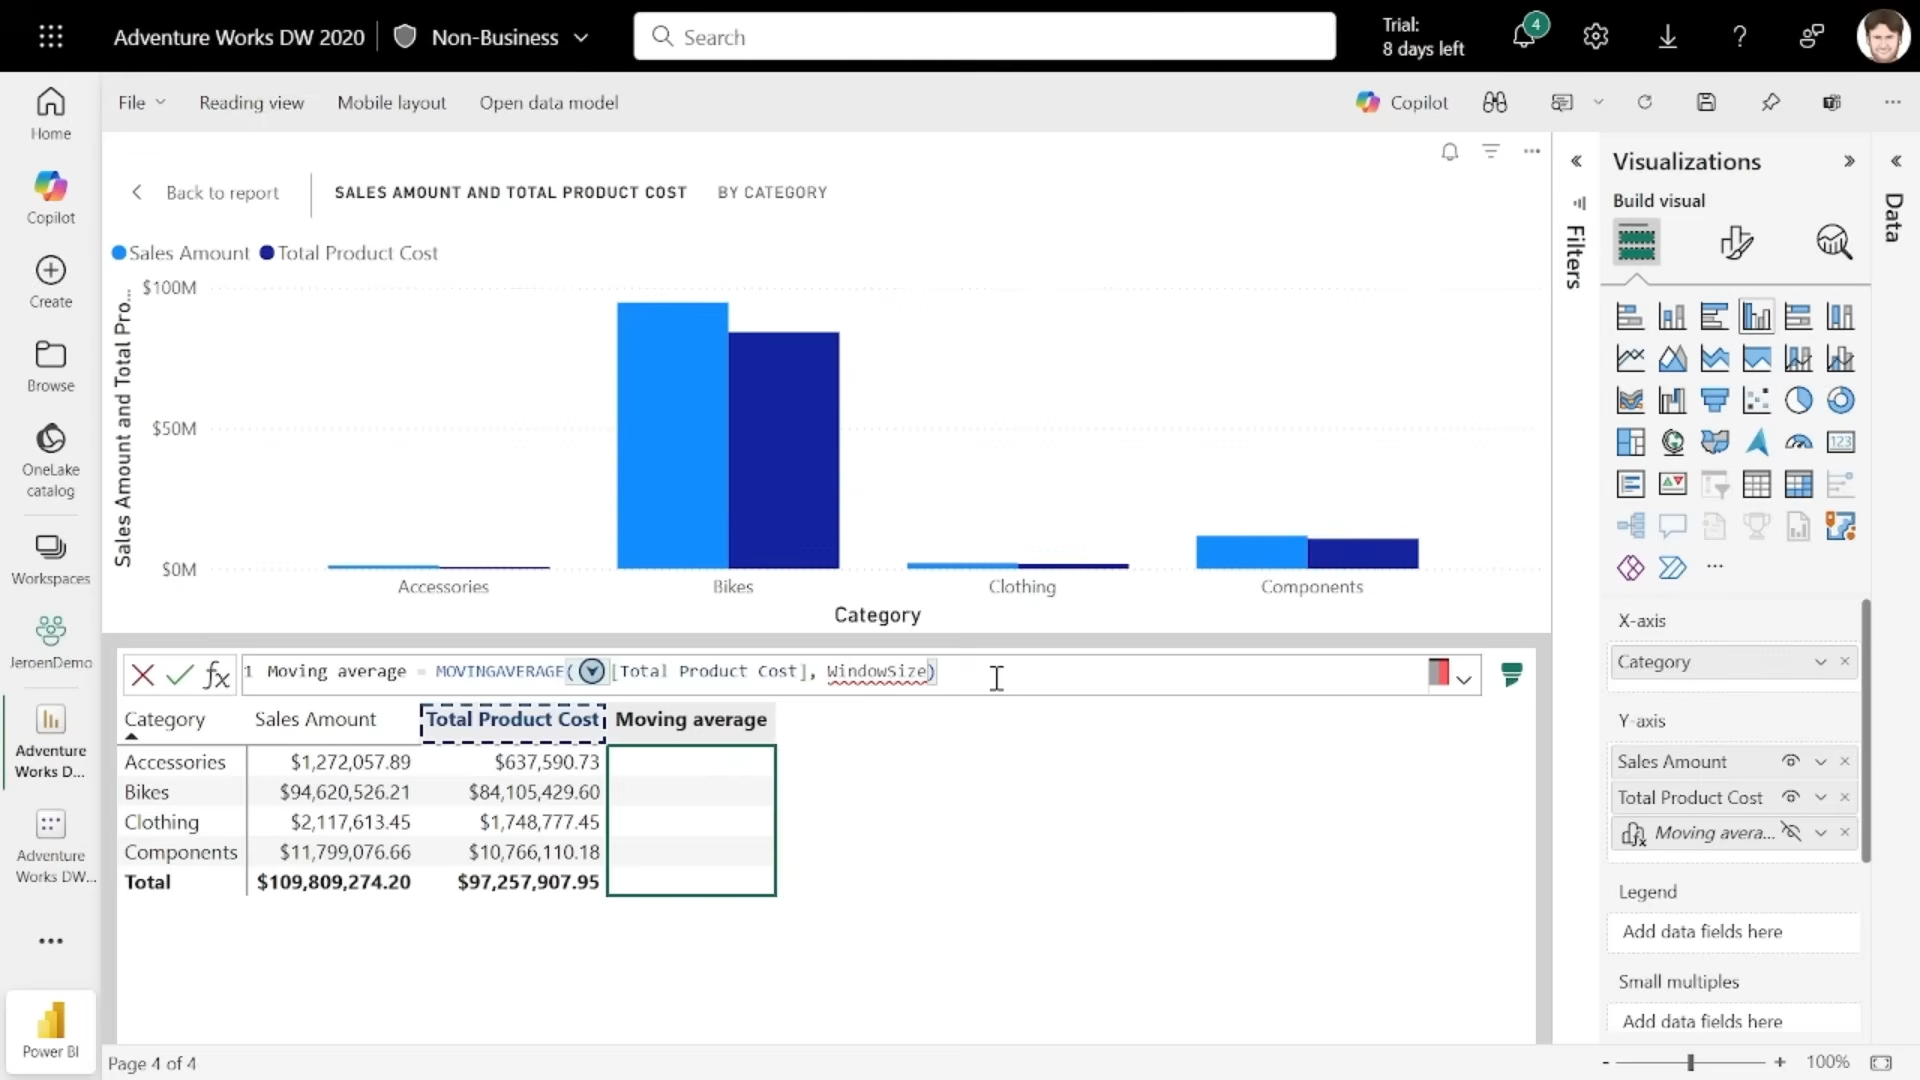 Adventure Works DW 2020
Non-Business
Search
Trial:
8 days left
4
File
Reading view
Mobile layout
Open data model
Copilot
Home
Copilot
Create
Browse
OneLake
catalog
Workspaces
JeroenDemo
Adventure
Works D...
Adventure
Works DW...
Power BI
Back to report
SALES AMOUNT AND TOTAL PRODUCT COST
BY CATEGORY
Sales Amount
Total Product Cost
Sales Amount and Total Pro...
$100M
$50M
$0M
Accessories
Bikes
Clothing
Components
Category
1 Moving average = MOVINGAVERAGE( [Total Product Cost], WindowSize)
Category Sales Amount Total Product Cost Moving average
Accessories $1,272,057.89 $637,590.73
Bikes $94,620,526.21 $84,105,429.60
Clothing $2,117,613.45 $1,748,777.45
Components $11,799,076.66 $10,766,110.18
Total $109,809,274.20 $97,257,907.95
Filters
Visualizations
Build visual
123
X-axis
Category
Y-axis
Sales Amount
Total Product Cost
Moving avera...
Legend
Add data fields here
Small multiples
Add data fields here
Data
Page 4 of 4
- + 100%